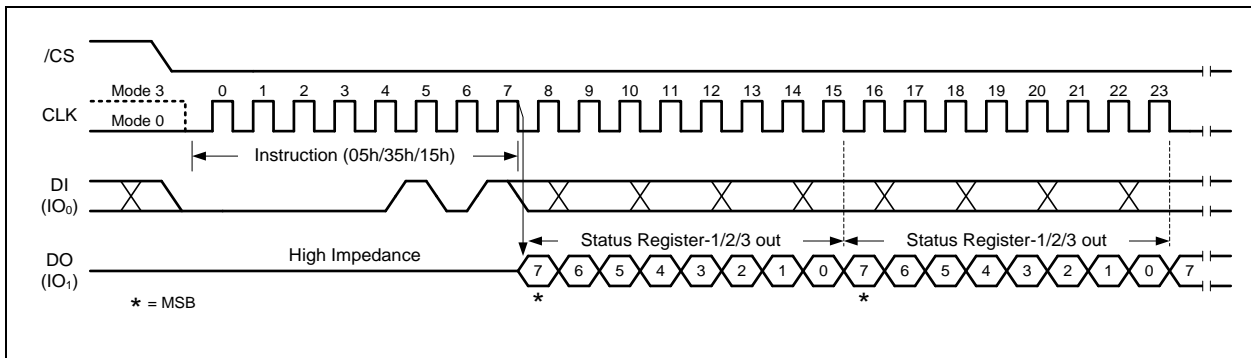 /CS
Mode 3
0 1 2 3 4 5 6 7 8 9 10 11 12 13 14 15 16 17 18 19 20 21 22 23
CLK
Mode 0
Instruction (05h/35h/15h)
DI
(IO₀)
Status Register-1/2/3 out Status Register-1/2/3 out
High Impedance
DO
(IO₁)
7 6 5 4 3 2 1 0 7 6 5 4 3 2 1 0 7
* *
* = MSB